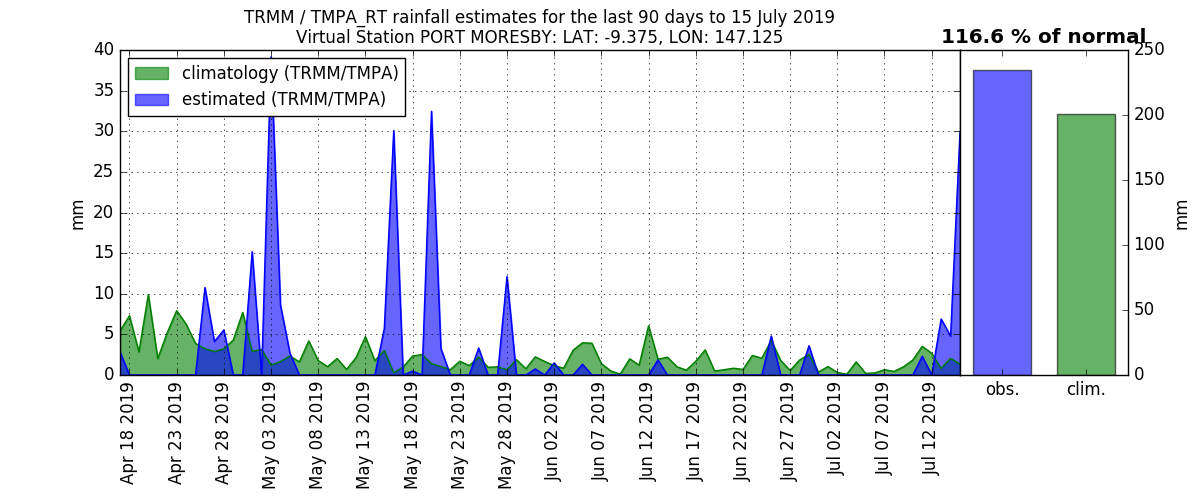 TRMM / TMPA_RT rainfall estimates for the last 90 days to 15 July 2019
Virtual Station PORT MORESBY: LAT: -9.375, LON: 147.125
116.6 % of normal
climatology (TRMM/TMPA)
estimated (TRMM/TMPA)
mm
40
35
30
25
20
15
10
5
0
Apr 18 2019
Apr 23 2019
Apr 28 2019
May 03 2019
May 08 2019
May 13 2019
May 18 2019
May 23 2019
May 28 2019
Jun 02 2019
Jun 07 2019
Jun 12 2019
Jun 17 2019
Jun 22 2019
Jun 27 2019
Jul 02 2019
Jul 07 2019
Jul 12 2019
obs.
clim.
250
200
150
100
50
0
mm